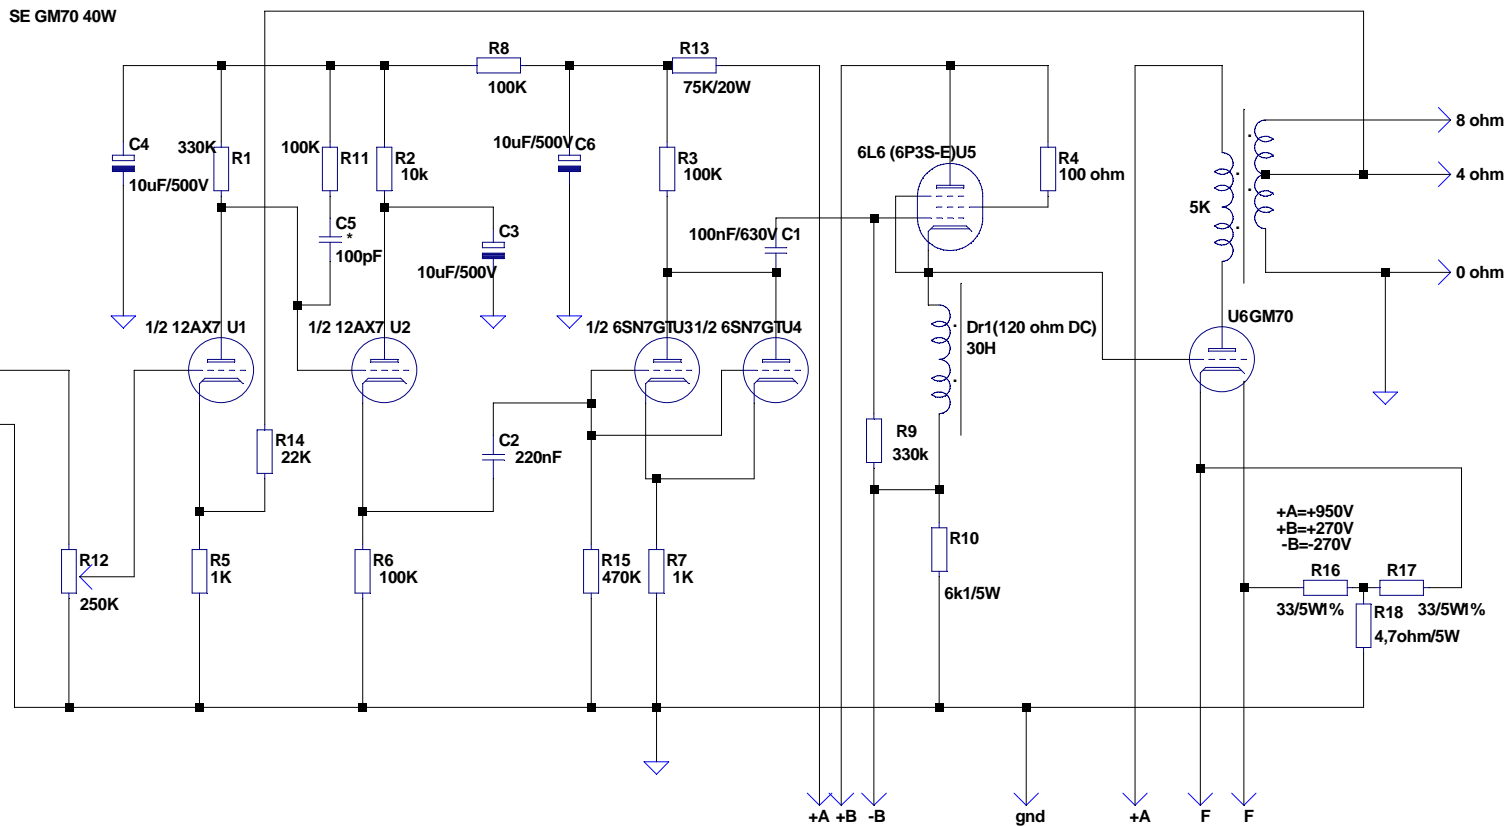 SE GM70 40W
R8
100K
R13
75K/20W
C4
10uF/500V
330K
R1
100K
R11
R2
10k
C5
*
100pF
C3
10uF/500V
10uF/500V
C6
R3
100K
100nF/630V C1
6L6 (6P3S-E)U5
R4
100 ohm
5K
8 ohm
4 ohm
0 ohm
1/2 12AX7 U1
1/2 12AX7 U2
1/2 6SN7GTU3
1/2 6SN7GTU4
Dr1(120 ohm DC)
30H
U6GM70
R14
22K
C2
220nF
R9
330k
R12
250K
R5
1K
R6
100K
R15
470K
R7
1K
R10
6k1/5W
+A=+950V
+B=+270V
-B=-270V
R16
33/5W1%
R17
33/5W1%
R18
4,7ohm/5W
+A +B -B
gnd
+A
F
F